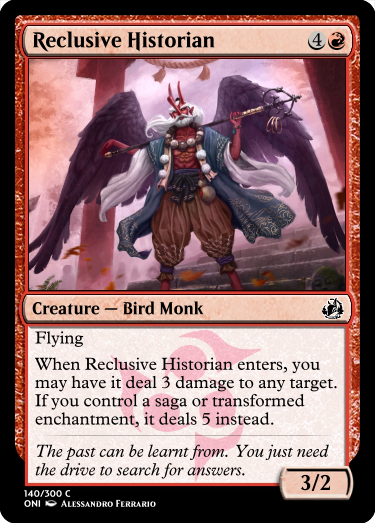 Reclusive Historian 4
Creature — Bird Monk
Flying
When Reclusive Historian enters, you
may have it deal 3 damage to any target.
If you control a saga or transformed
enchantment, it deals 5 instead.
The past can be learnt from. You just need
the drive to search for answers.
3/2
140/300 C
ONI Alessandro Ferrario